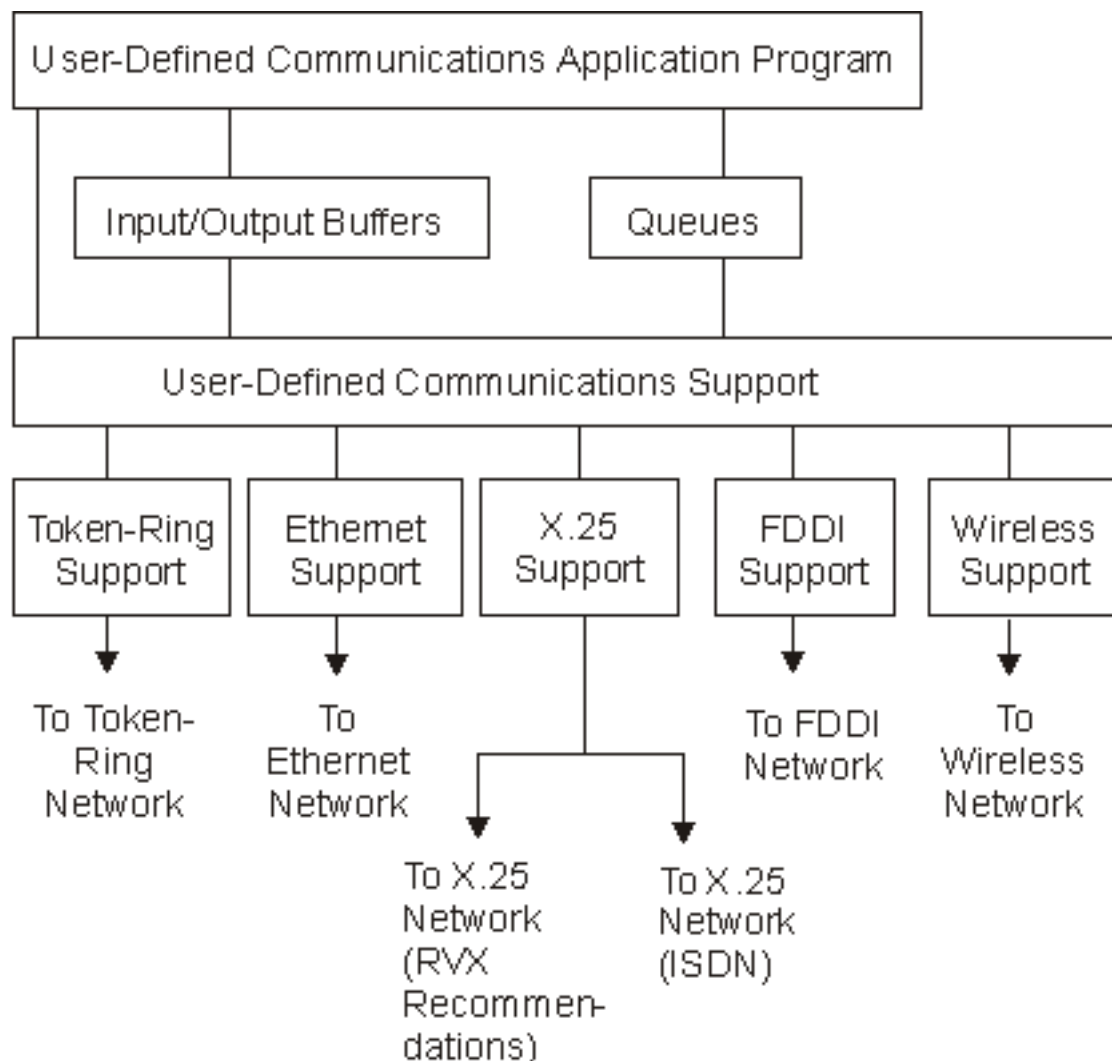 User-Defined Communications Application Program
Input/Output Buffers
Queues
User-Defined Communications Support
Token-Ring
Support
Ethernet
Support
X.25
Support
FDDI
Support
Wireless
Support
To Token-
Ring
Network
To
Ethernet
Network
To FDDI
Network
To
Wireless
Network
To X.25
Network
(RVX
Recommen-
dations)
To X.25
Network
(ISDN)